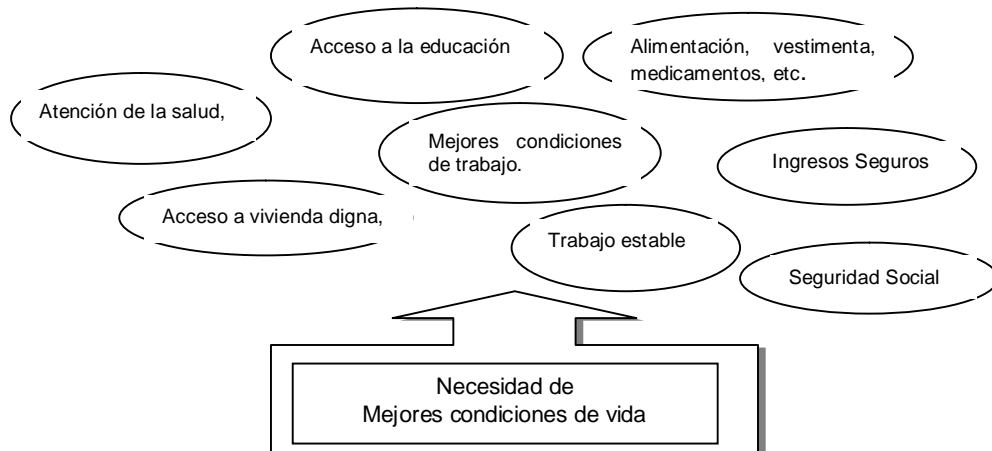 Acceso a la educación
Alimentación, vestimenta,
medicamentos, etc.
Atención de la salud,
Mejores condiciones
de trabajo.
Ingresos Seguros
Acceso a vivienda digna,
Trabajo estable
Seguridad Social
Necesidad de
Mejores condiciones de vida